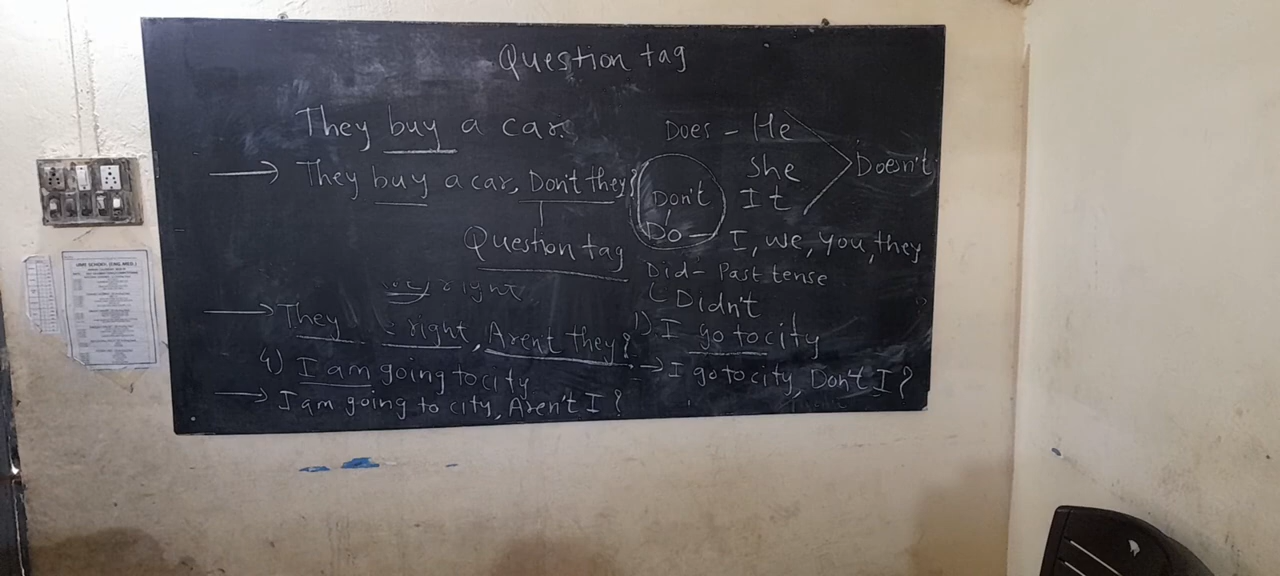 Question tag
They buy a car.
→ They buy a car, Don't they?
Question tag
right
→ They right, Arent they?
4) I am going to city
→ I am going to city, Aren't I ?
Does - He
She
It
Doesn't
Don't
Do - I, we, you, they
Did - Past tense
Didn't
1) I go to city
→ I go to city, Don't I ?